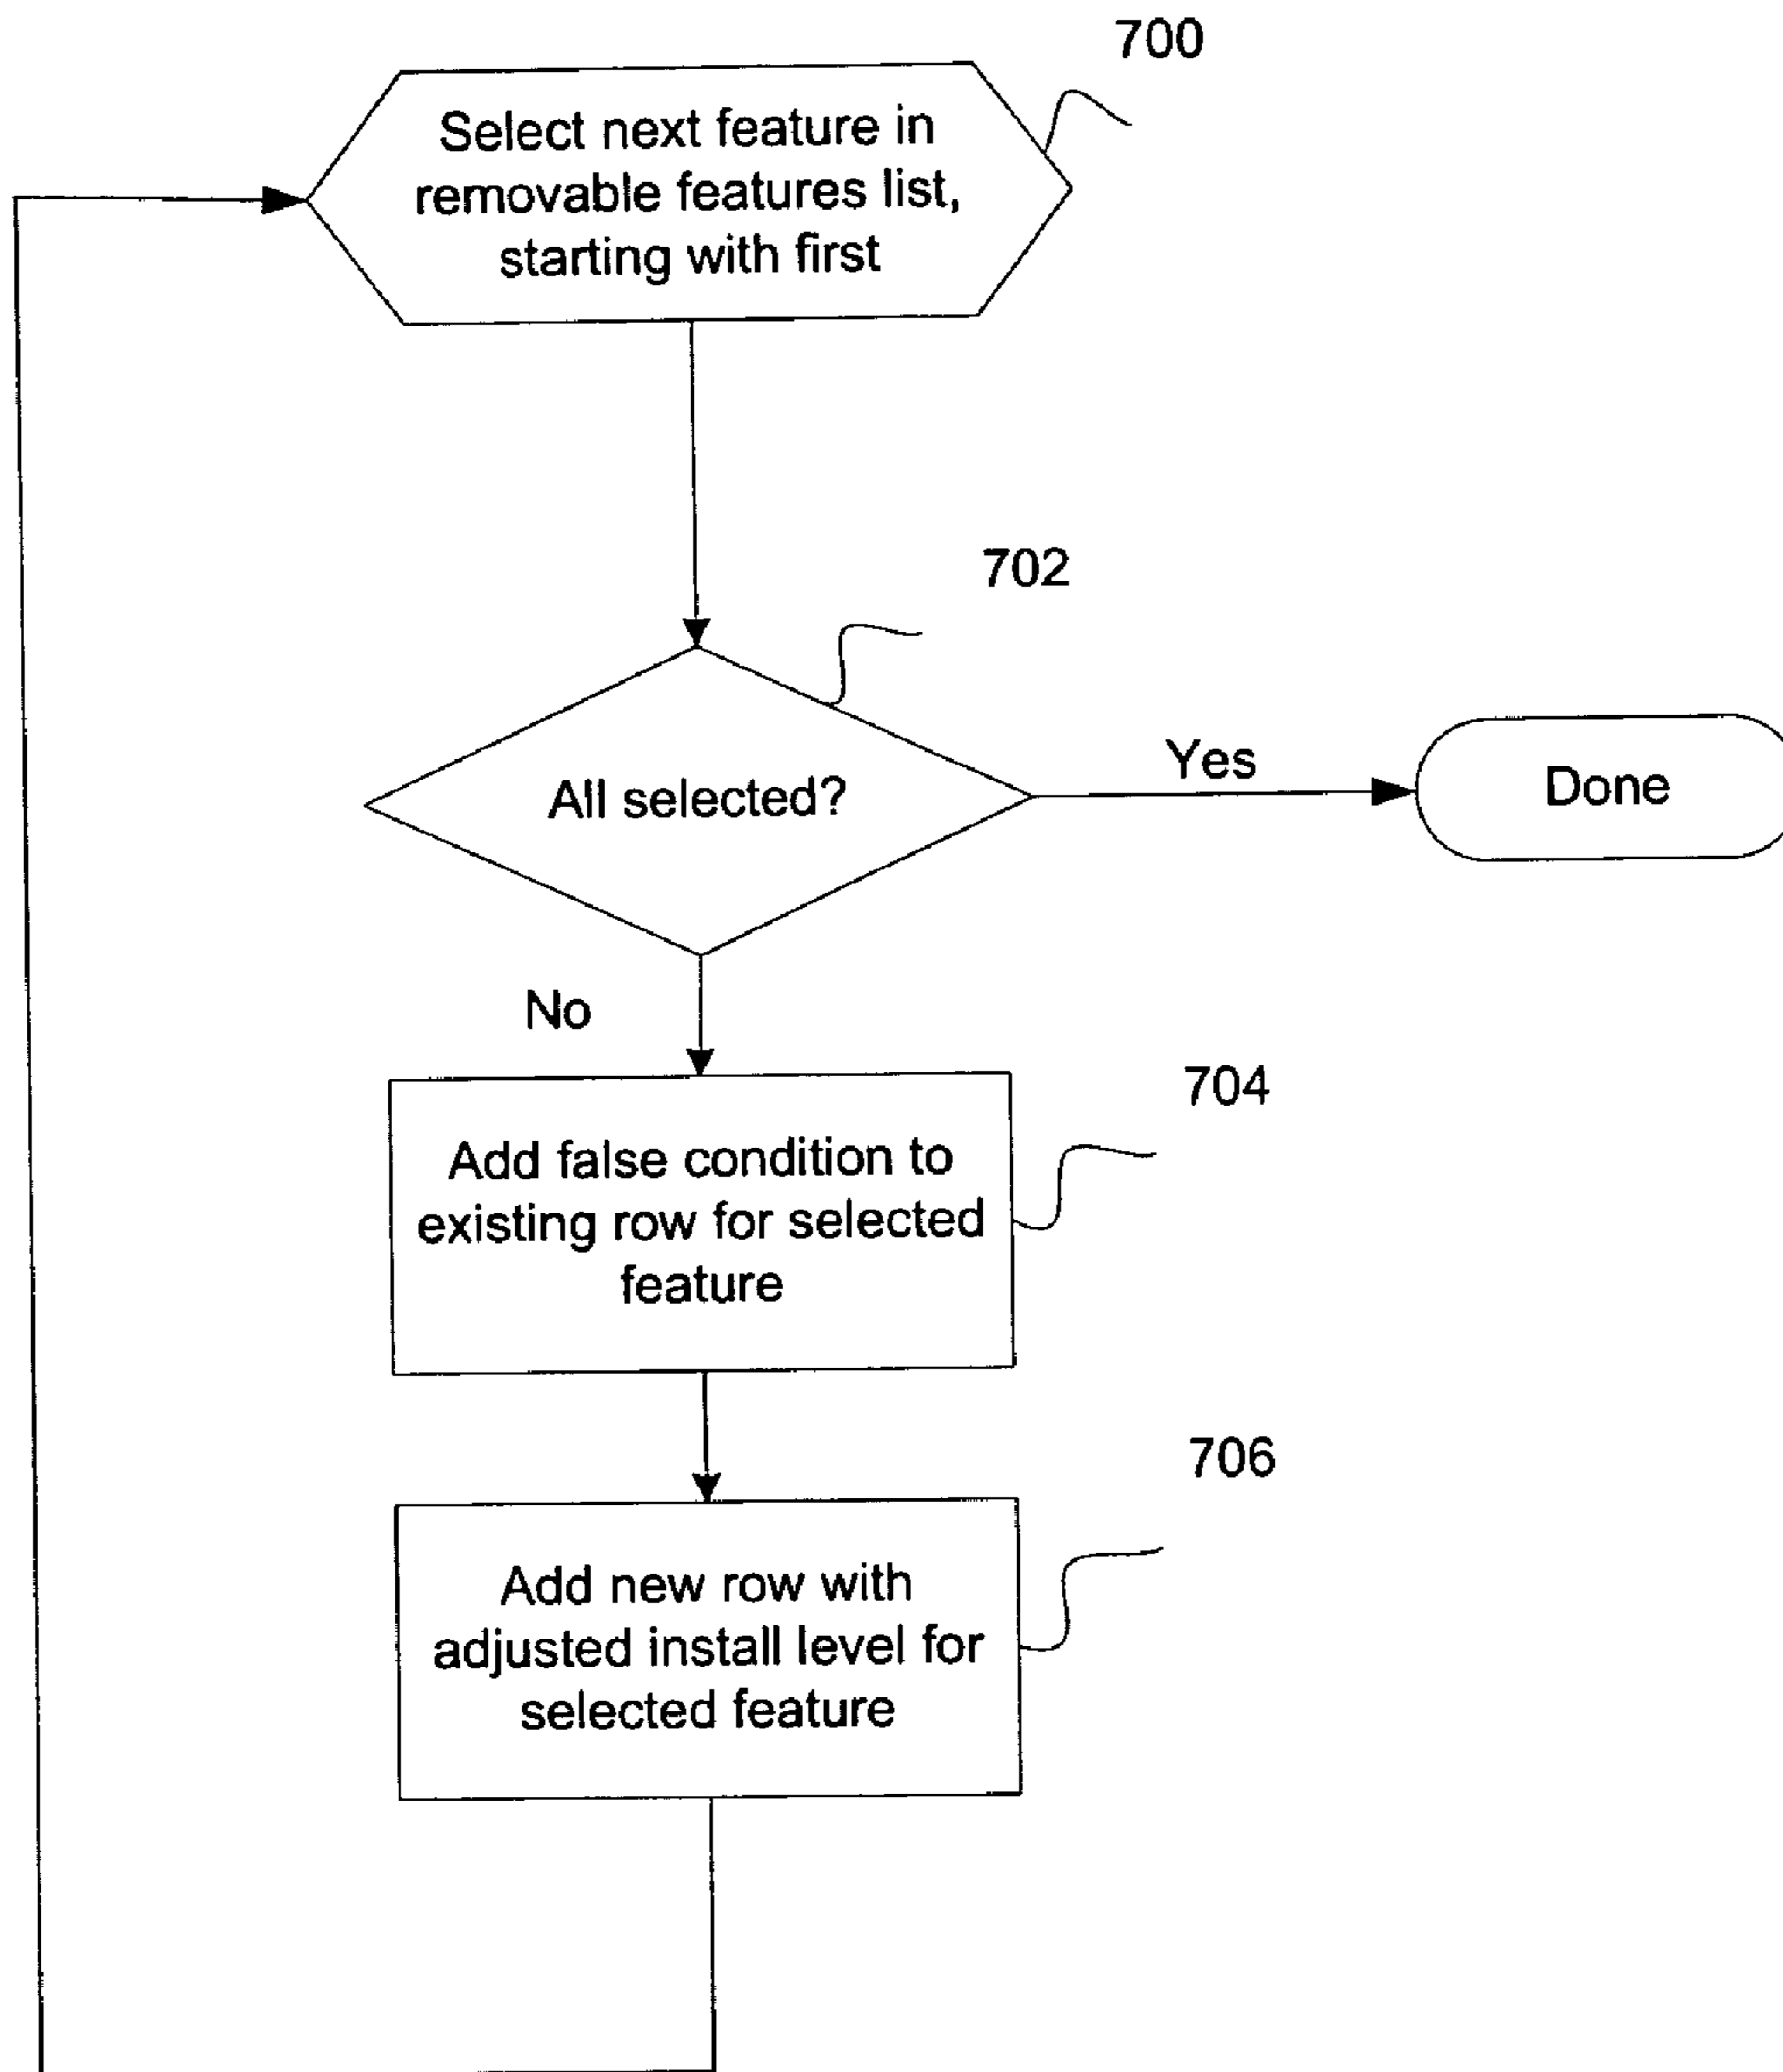 700
Select next feature in
removable features list,
starting with first
702
All selected?
Yes
Done
No
704
Add false condition to
existing row for selected
feature
706
Add new row with
adjusted install level for
selected feature